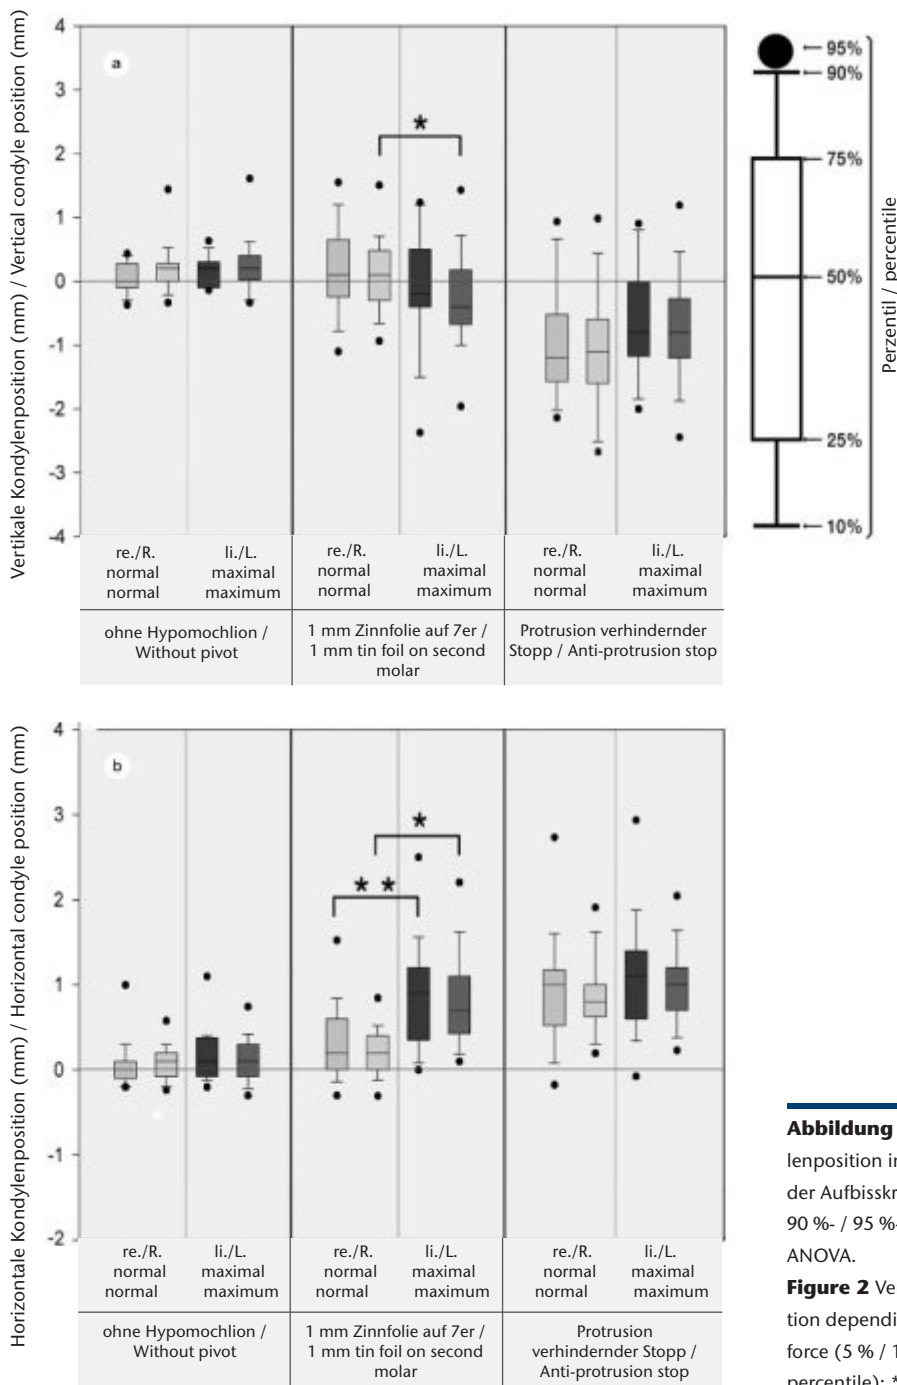 Vertikale Kondylenposition (mm) / Vertical condyle position (mm)
4
3
2
1
0
-1
-2
-3
-4
a
*
95%
90%
75%
50%
25%
10%
Perzentil / percentile
re./R. li./L. re./R. li./L. re./R. li./L.
normal maximal normal maximal normal maximal
normal maximum normal maximum normal maximum
ohne Hypomochlion /
Without pivot
1 mm Zinnfolie auf 7er /
1 mm tin foil on second
molar
Protrusion verhindernder
Stopp / Anti-protrusion stop
Horizontale Kondylenposition (mm) / Horizontal condyle position (mm)
4
3
2
1
0
-1
-2
b
*
* *
re./R. li./L. re./R. li./L. re./R. li./L.
normal maximal normal maximal normal maximal
normal maximum normal maximum normal maximum
ohne Hypomochlion /
Without pivot
1 mm Zinnfolie auf 7er /
1 mm tin foil on second
molar
Protrusion
verhindernder Stopp /
Anti-protrusion stop
Abbildung
lenposition in
der Aufbisskr
90 %- / 95 %-
ANOVA.
Figure 2 Ve
tion dependi
force (5 % / 1
percentile); *